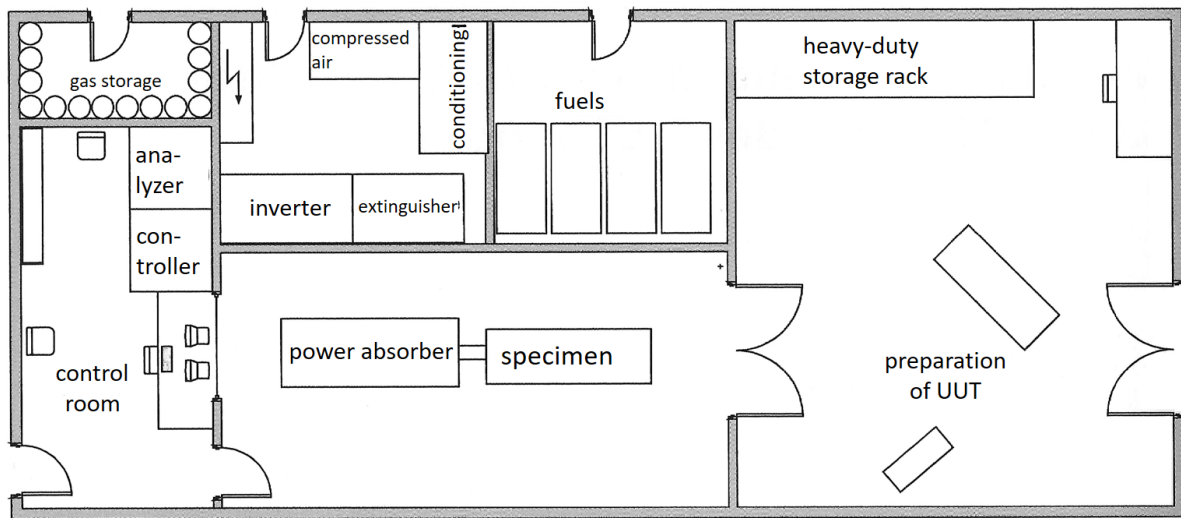 gas storage
compressed
air
conditioning
fuels
heavy-duty
storage rack
ana-
lyzer
con-
troller
inverter
extinguisher
power absorber
specimen
control
room
preparation
of UUT